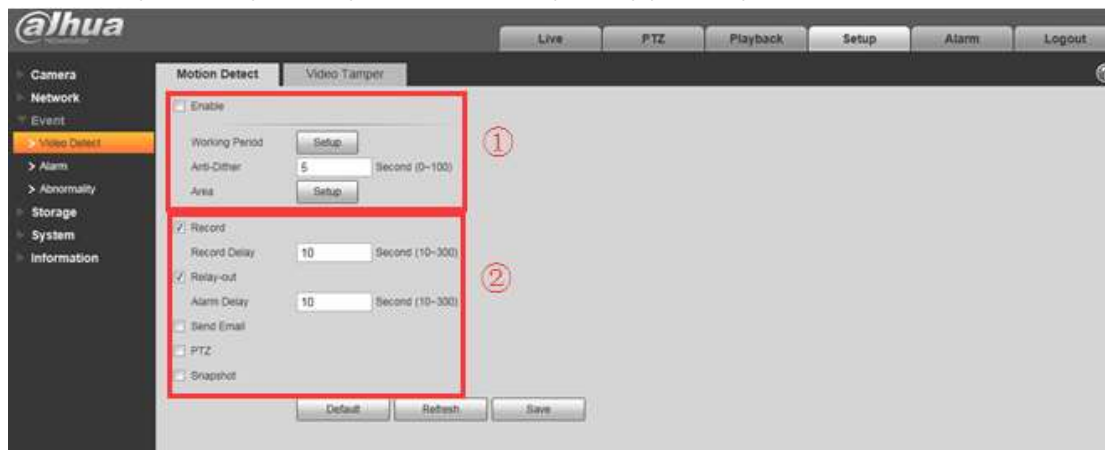 alhua
TECHNOLOGY
Live PTZ Playback Setup Alarm Logout
Camera
Network
Event
> Video Detect
> Alarm
> Abnormality
Storage
System
Information
Motion Detect Video Tamper
Enable
Working Period Setup
Anti-Dither 5 Second (0~100)
Area Setup
①
Record
Record Delay 10 Second (10~300)
Relay-out
Alarm Delay 10 Second (10~300)
Send Email
PTZ
Snapshot
②
Default Refresh Save